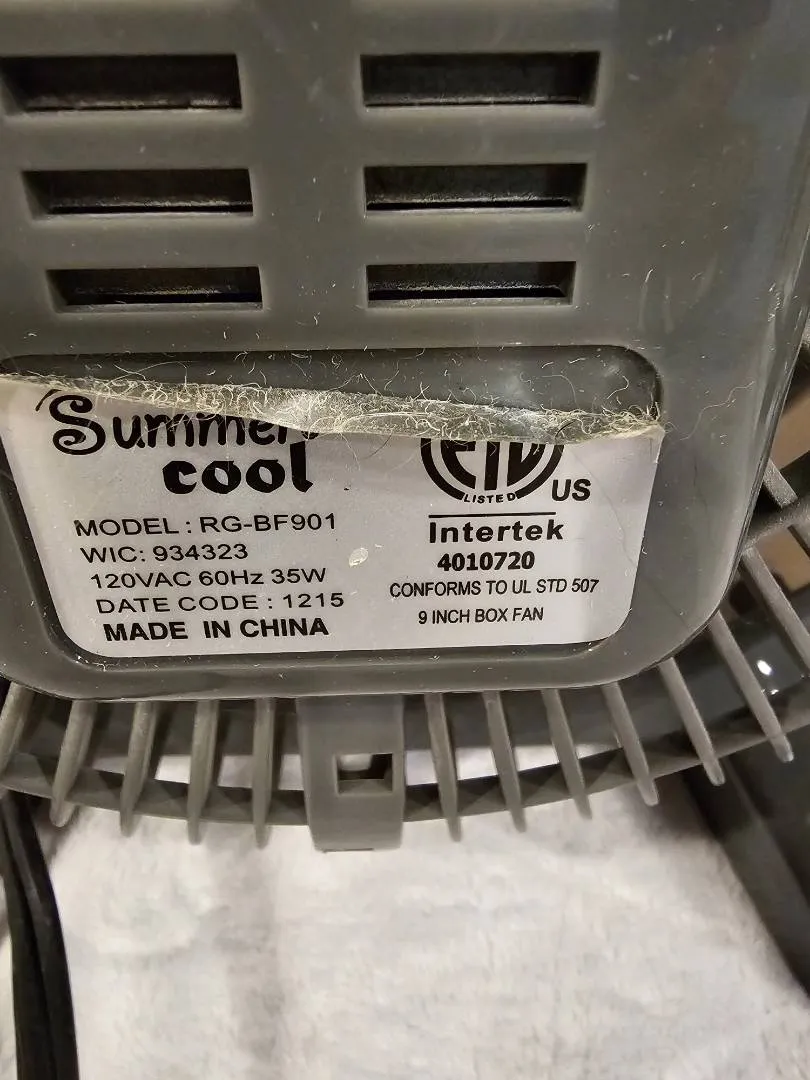 Summer
cool
MODEL : RG-BF901
WIC: 934323
120VAC 60Hz 35W
DATE CODE : 1215
MADE IN CHINA
ETL
LISTED
US
Intertek
4010720
CONFORMS TO UL STD 507
9 INCH BOX FAN